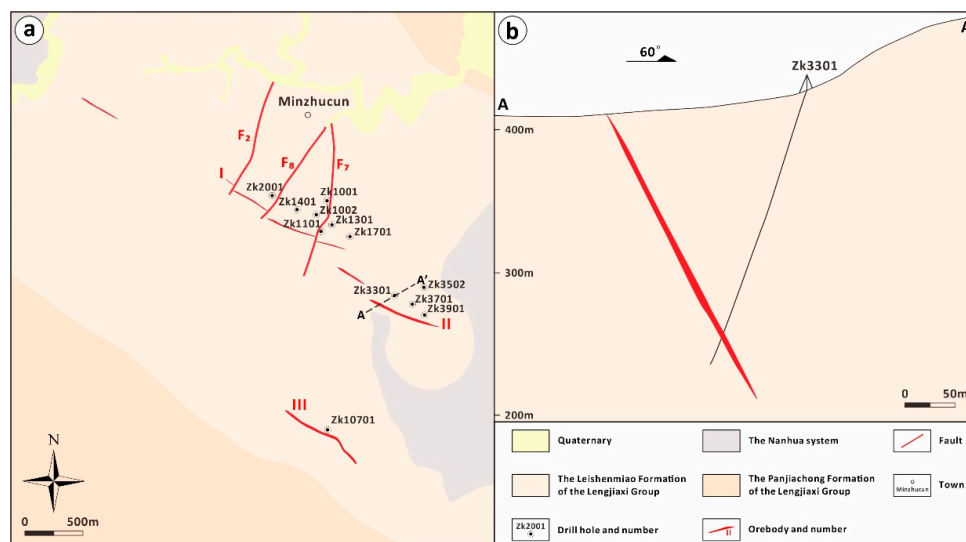 a
Minzhucun
F2
F8
F7
I
Zk2001
Zk1001
Zk1401
Zk1002
Zk1301
Zk1101
Zk1701
A'
Zk3502
Zk3301
Zk3701
Zk3901
A
II
III
Zk10701
N
0 500m
b
60°
Zk3301
A
A
400m
300m
200m
0 50m
Quaternary
The Nanhua system
Fault
The Leishenmiao Formation
of the Lengjiaxi Group
The Panjiachong Formation
of the Lengjiaxi Group
Minzhucun
Town
Zk2001
Drill hole and number
II
Orebody and number